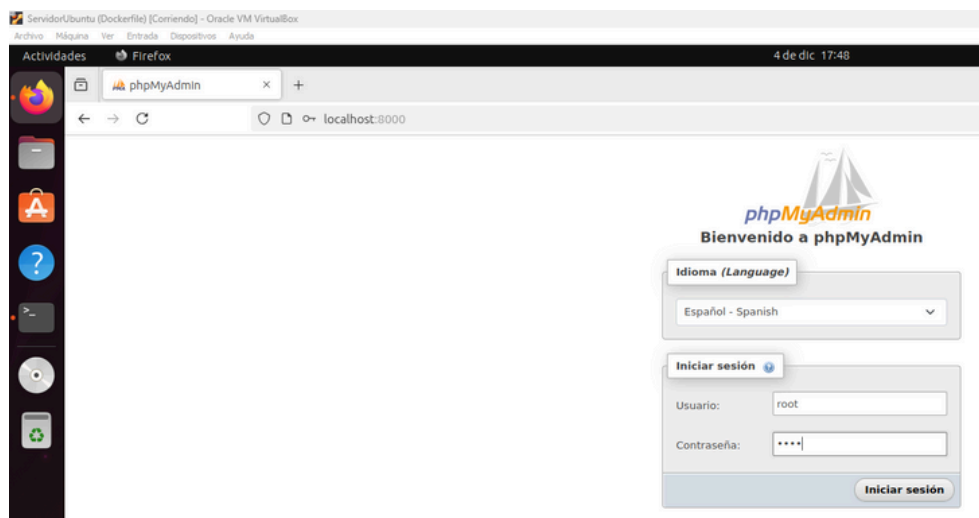 ServidorUbuntu (Dockerfile) [Corriendo] - Oracle VM VirtualBox
Archivo Máquina Ver Entrada Dispositivos Ayuda
Actividades Firefox 4 de dic 17:48
phpMyAdmin
localhost:8000
phpMyAdmin
Bienvenido a phpMyAdmin
Idioma (Language)
Español - Spanish
Iniciar sesión
Usuario: root
Contraseña: ••••
Iniciar sesión